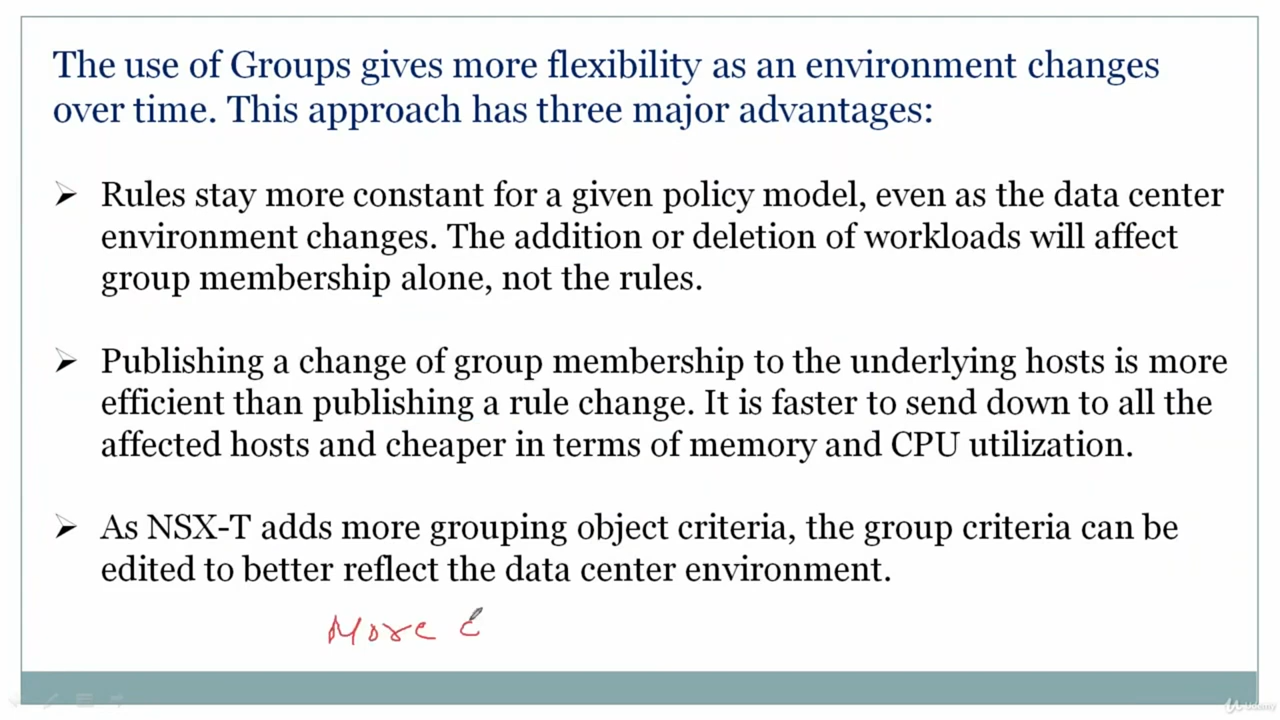 The use of Groups gives more flexibility as an environment changes
over time. This approach has three major advantages:
➢ Rules stay more constant for a given policy model, even as the data center
environment changes. The addition or deletion of workloads will affect
group membership alone, not the rules.
➢ Publishing a change of group membership to the underlying hosts is more
efficient than publishing a rule change. It is faster to send down to all the
affected hosts and cheaper in terms of memory and CPU utilization.
➢ As NSX-T adds more grouping object criteria, the group criteria can be
edited to better reflect the data center environment.
More
Udemy